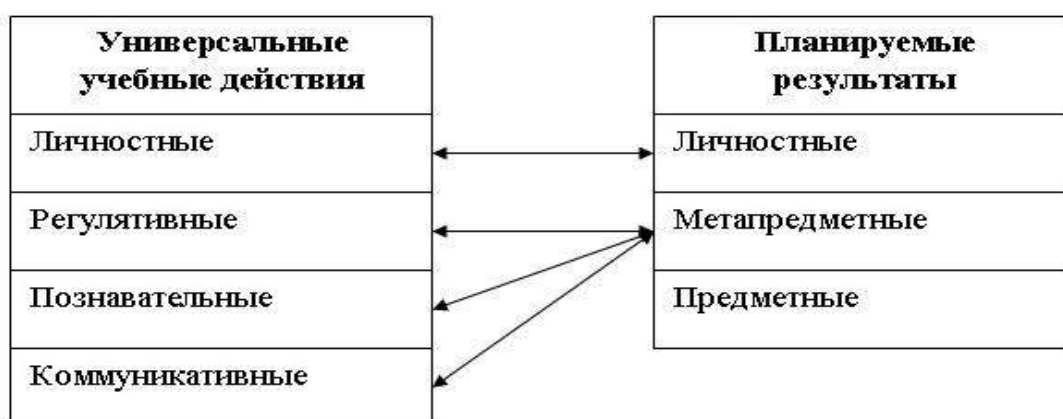 Универсальные
учебные действия
Личностные
Регулятивные
Познавательные
Коммуникативные
Планируемые
результаты
Личностные
Метапредметные
Предметные